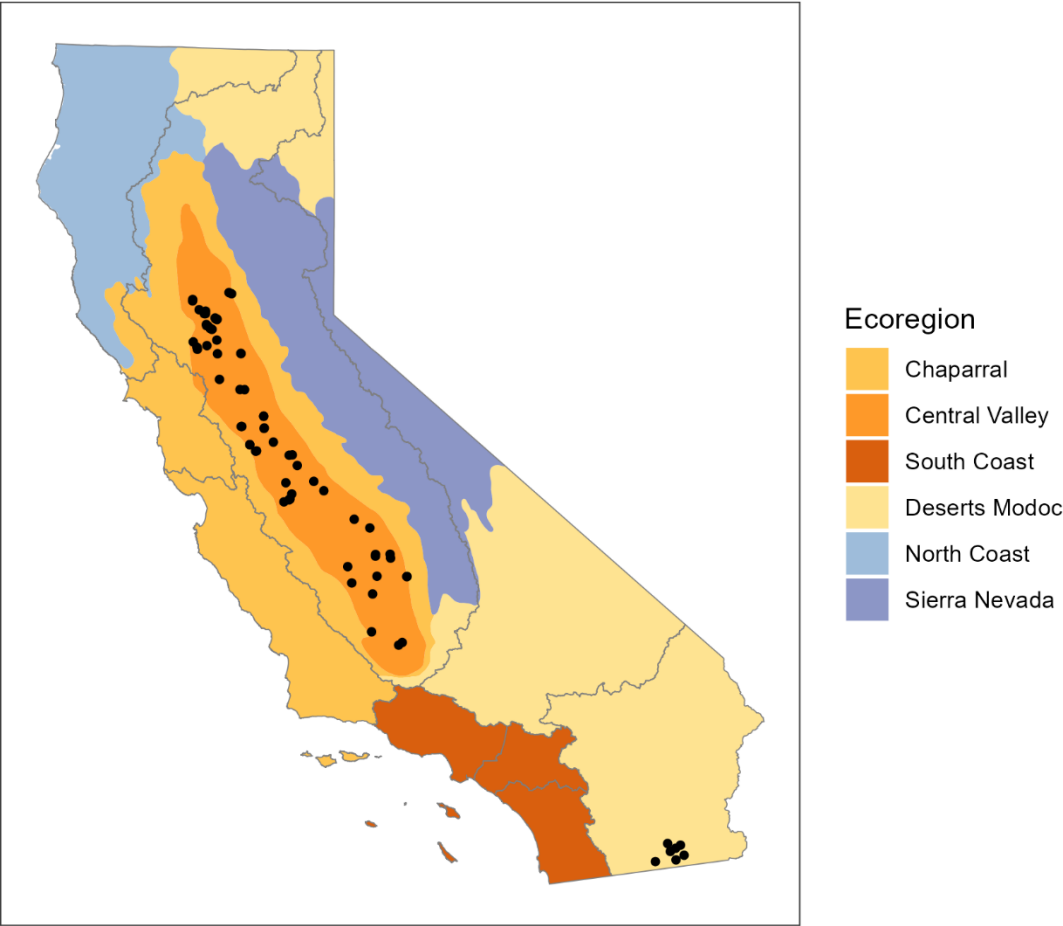 Ecoregion
Chaparral
Central Valley
South Coast
Deserts Modoc
North Coast
Sierra Nevada